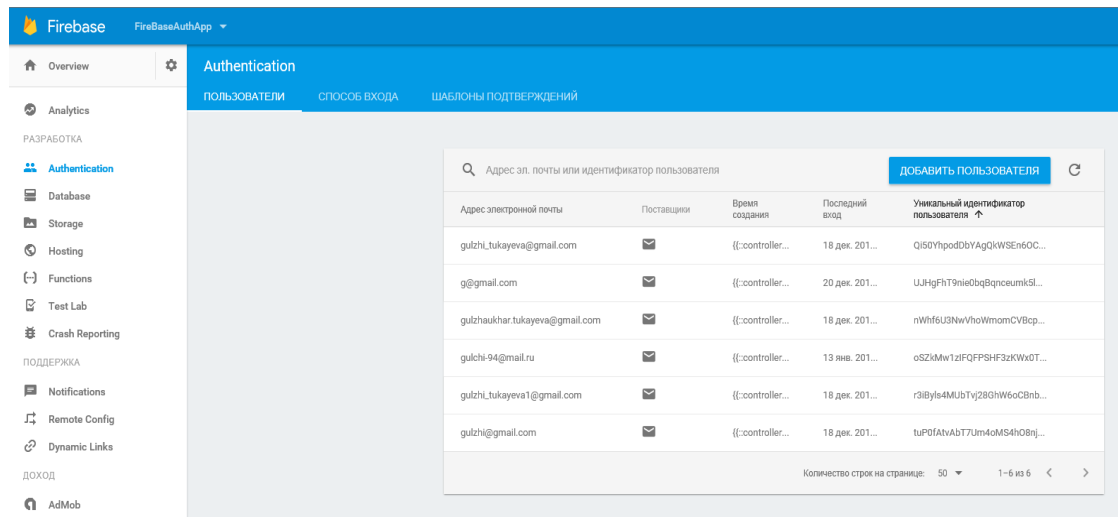 Firebase FireBaseAuthApp
Overview
Analytics
РАЗРАБОТКА
Authentication
Database
Storage
Hosting
Functions
Test Lab
Crash Reporting
ПОДДЕРЖКА
Notifications
Remote Config
Dynamic Links
ДОХОД
AdMob
Authentication
ПОЛЬЗОВАТЕЛИ СПОСОБ ВХОДА ШАБЛОНЫ ПОДТВЕРЖДЕНИЙ
Адрес эл. почты или идентификатор пользователя ДОБАВИТЬ ПОЛЬЗОВАТЕЛЯ
Адрес электронной почты Поставщики Время создания Последний вход Уникальный идентификатор пользователя ↑
gulzhi_tukayeva@gmail.com {{::controller... 18 дек. 201... Qi50YhpodDbYAgQkWSEn6OC...
g@gmail.com {{::controller... 20 дек. 201... UJHgFhT9nie0bqBqnceumk5l...
gulzhaukhar.tukayeva@gmail.com {{::controller... 18 дек. 201... nWhf6U3NwVhoWmomCVBcp...
gulchi-94@mail.ru {{::controller... 13 янв. 201... oSZkMw1zIFQFPSHF3zKWx0T...
gulzhi_tukayeva1@gmail.com {{::controller... 18 дек. 201... r3iByls4MUbTvj28GhW6oCBnb...
gulzhi@gmail.com {{::controller... 18 дек. 201... tuP0fAtvAbT7Um4oMS4hO8nj...
Количество строк на странице: 50 1–6 из 6